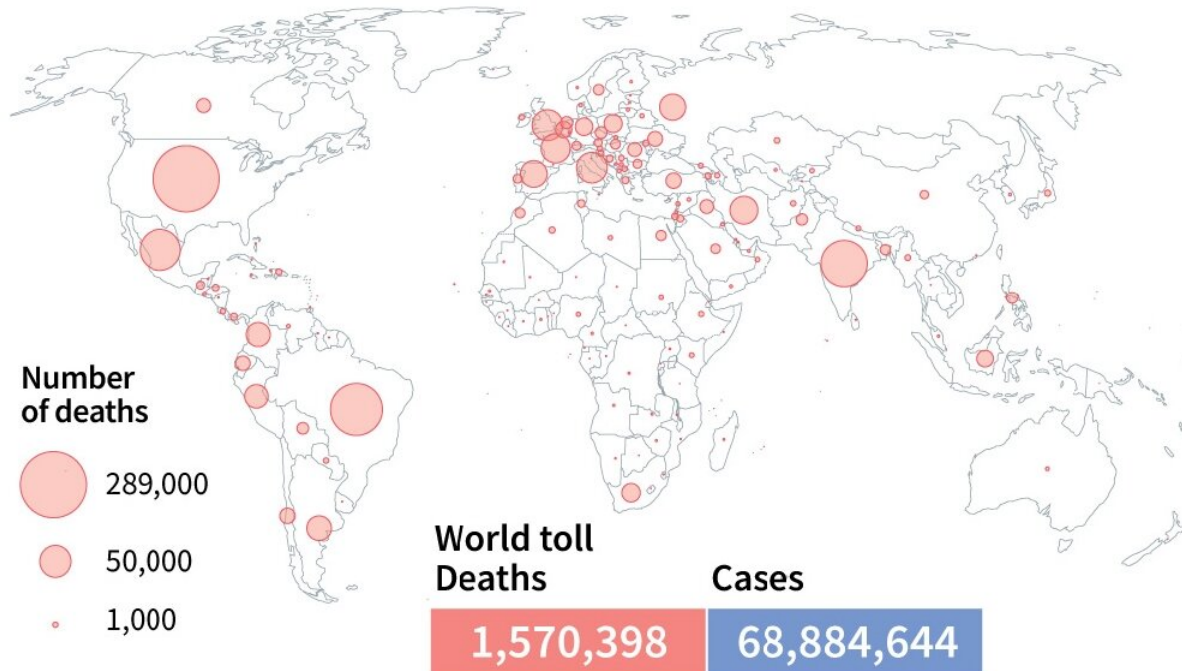 Number
of deaths
289,000
50,000
1,000
World toll
Deaths
Cases
1,570,398
68,884,644